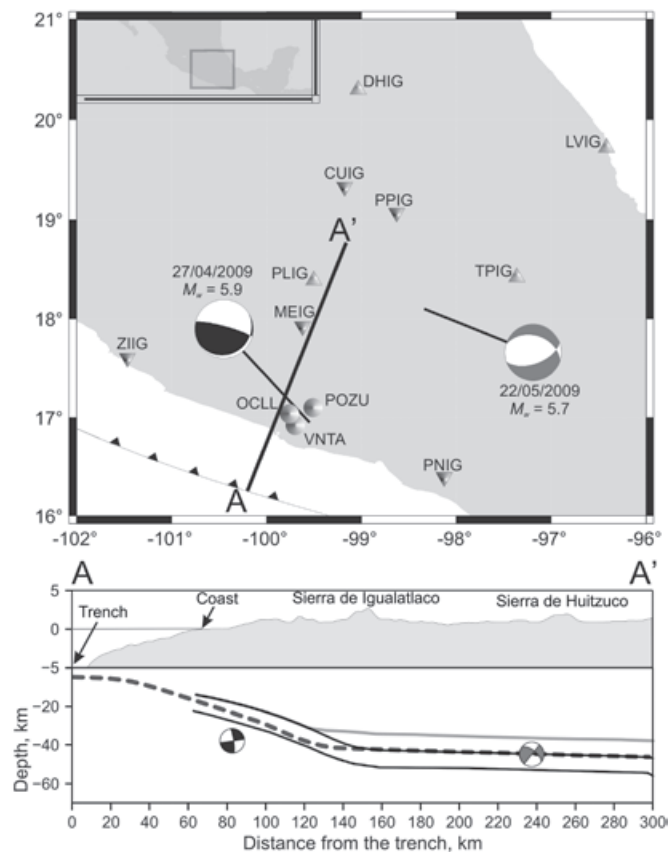 21°
20°
19°
18°
17°
16°
DHIG
LVIG
CUIG
PPIG
A'
27/04/2009
Mw = 5.9
PLIG
TPIG
MEIG
ZIIG
22/05/2009
Mw = 5.7
OCLL
POZU
VNTA
PNIG
A
-102° -101° -100° -99° -98° -97° -96°
A A'
Trench Coast Sierra de Igualatlaco Sierra de Huitzuco
5
0
-5
-20
-40
-60
Depth, km
0 20 40 60 80 100 120 140 160 180 200 220 240 260 280 300
Distance from the trench, km